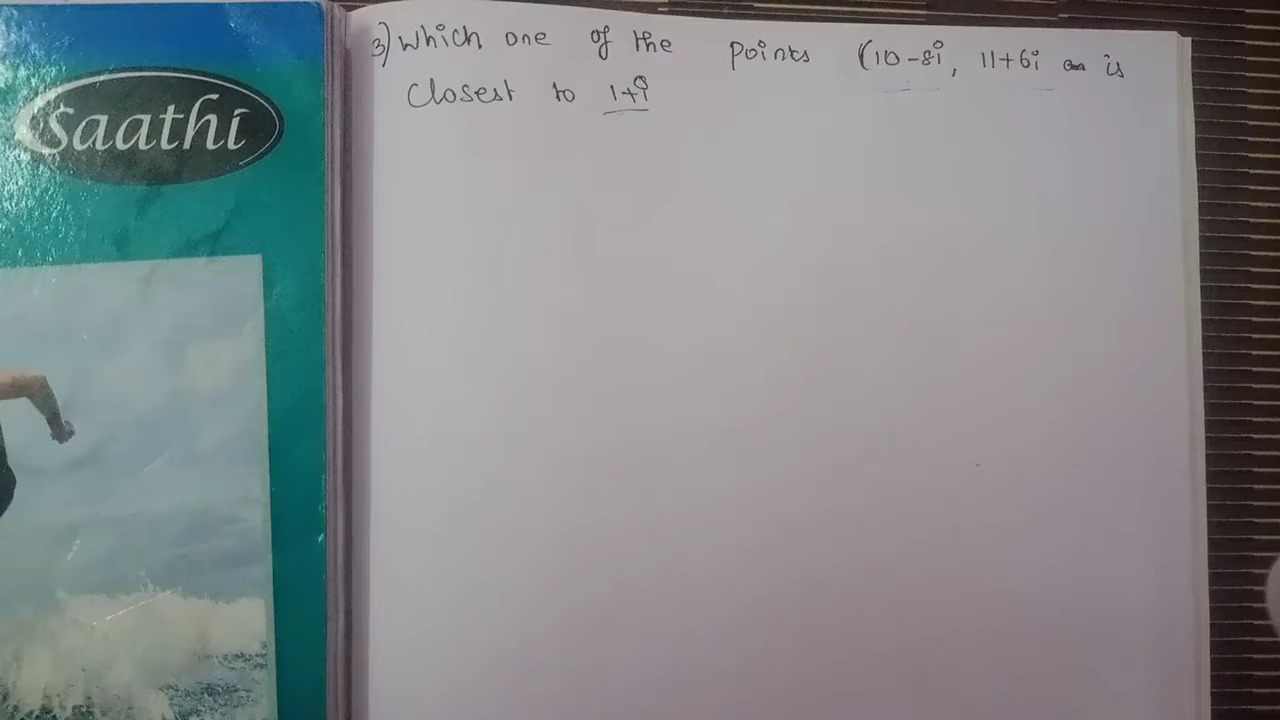 Saathi
3) Which one of the points (10-8i, 11+6i is
closest to 1+i